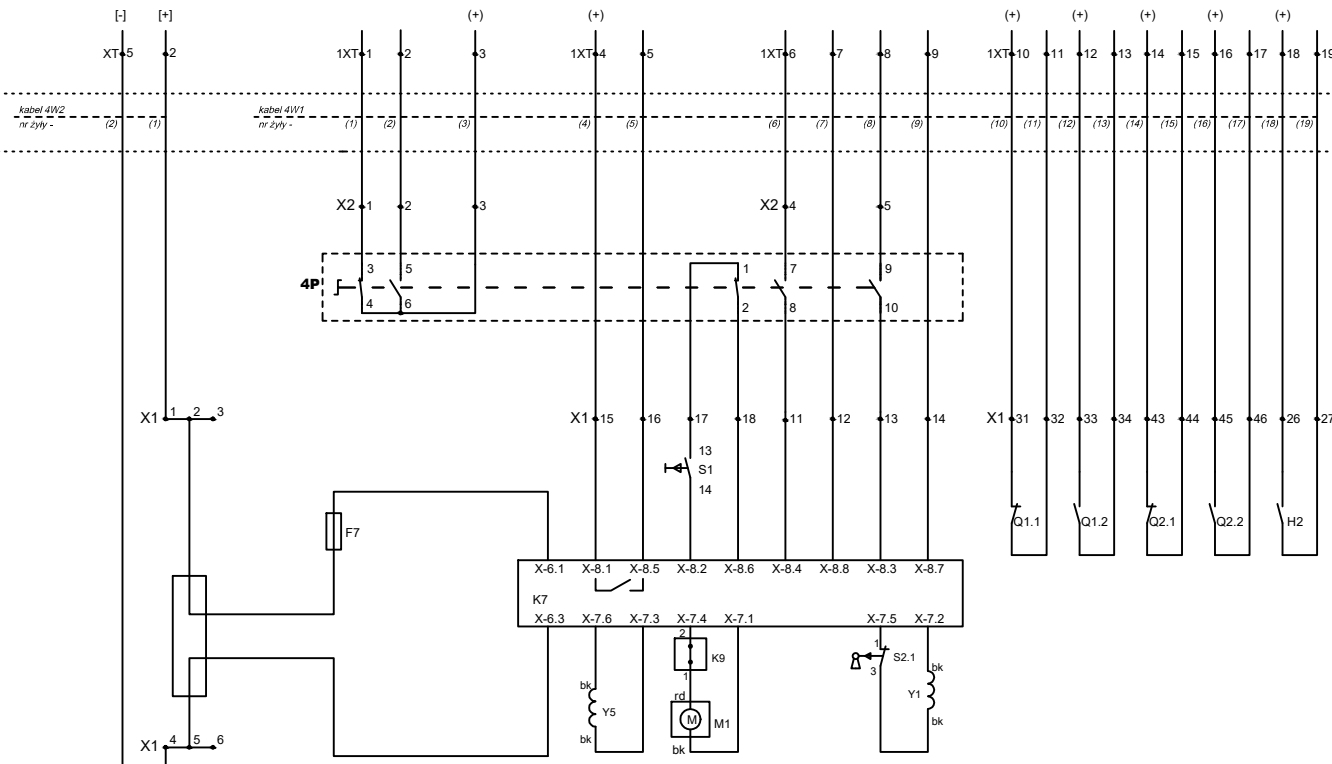 [-] [+] (+) (+) (+) (+) (+) (+) (+)
XT 5 2 1XT 1 2 3 1XT 4 5 1XT 6 7 8 9 1XT 10 11 12 13 14 15 16 17 18 19
kabel 4W2 kabel 4W1
nr żyły - (2) (1) nr żyły - (1) (2) (3) (4) (5) (6) (7) (8) (9) (10) (11) (12) (13) (14) (15) (16) (17) (18) (19)
X2 1 2 3 X2 4 5
3 5 1 7 9
4P
4 6 2 8 10
X1 1 2 3 X1 15 16 17 18 11 12 13 14 X1 31 32 33 34 43 44 45 46 26 27
13
S1
14
Q1.1 Q1.2 Q2.1 Q2.2 H2
F7
X-6.1 X-8.1 X-8.5 X-8.2 X-8.6 X-8.4 X-8.8 X-8.3 X-8.7
K7
X-6.3 X-7.6 X-7.3 X-7.4 X-7.1 X-7.5 X-7.2
2 1
K9 S2.1
1 3
bk rd bk
Y5 M M1 Y1
bk bk bk
X1 4 5 6